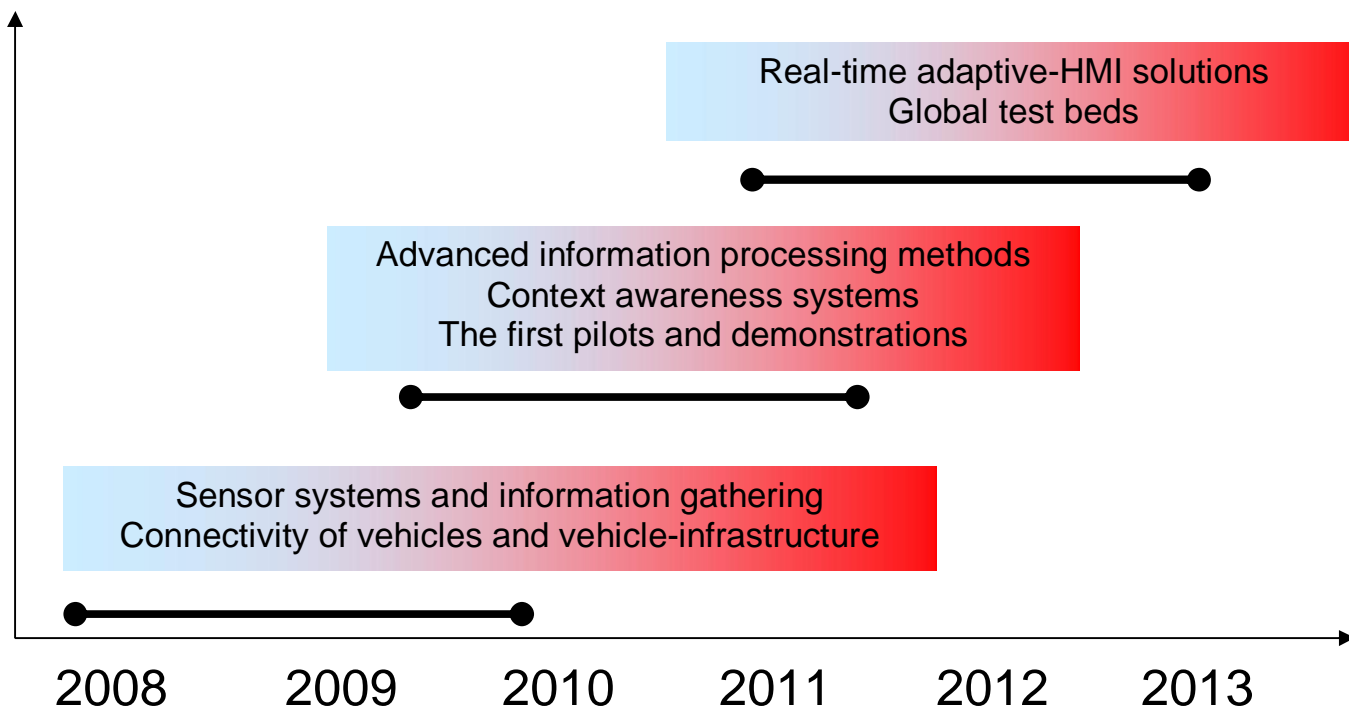 Real-time adaptive-HMI solutions
Global test beds
Advanced information processing methods
Context awareness systems
The first pilots and demonstrations
Sensor systems and information gathering
Connectivity of vehicles and vehicle-infrastructure
2008 2009 2010 2011 2012 2013